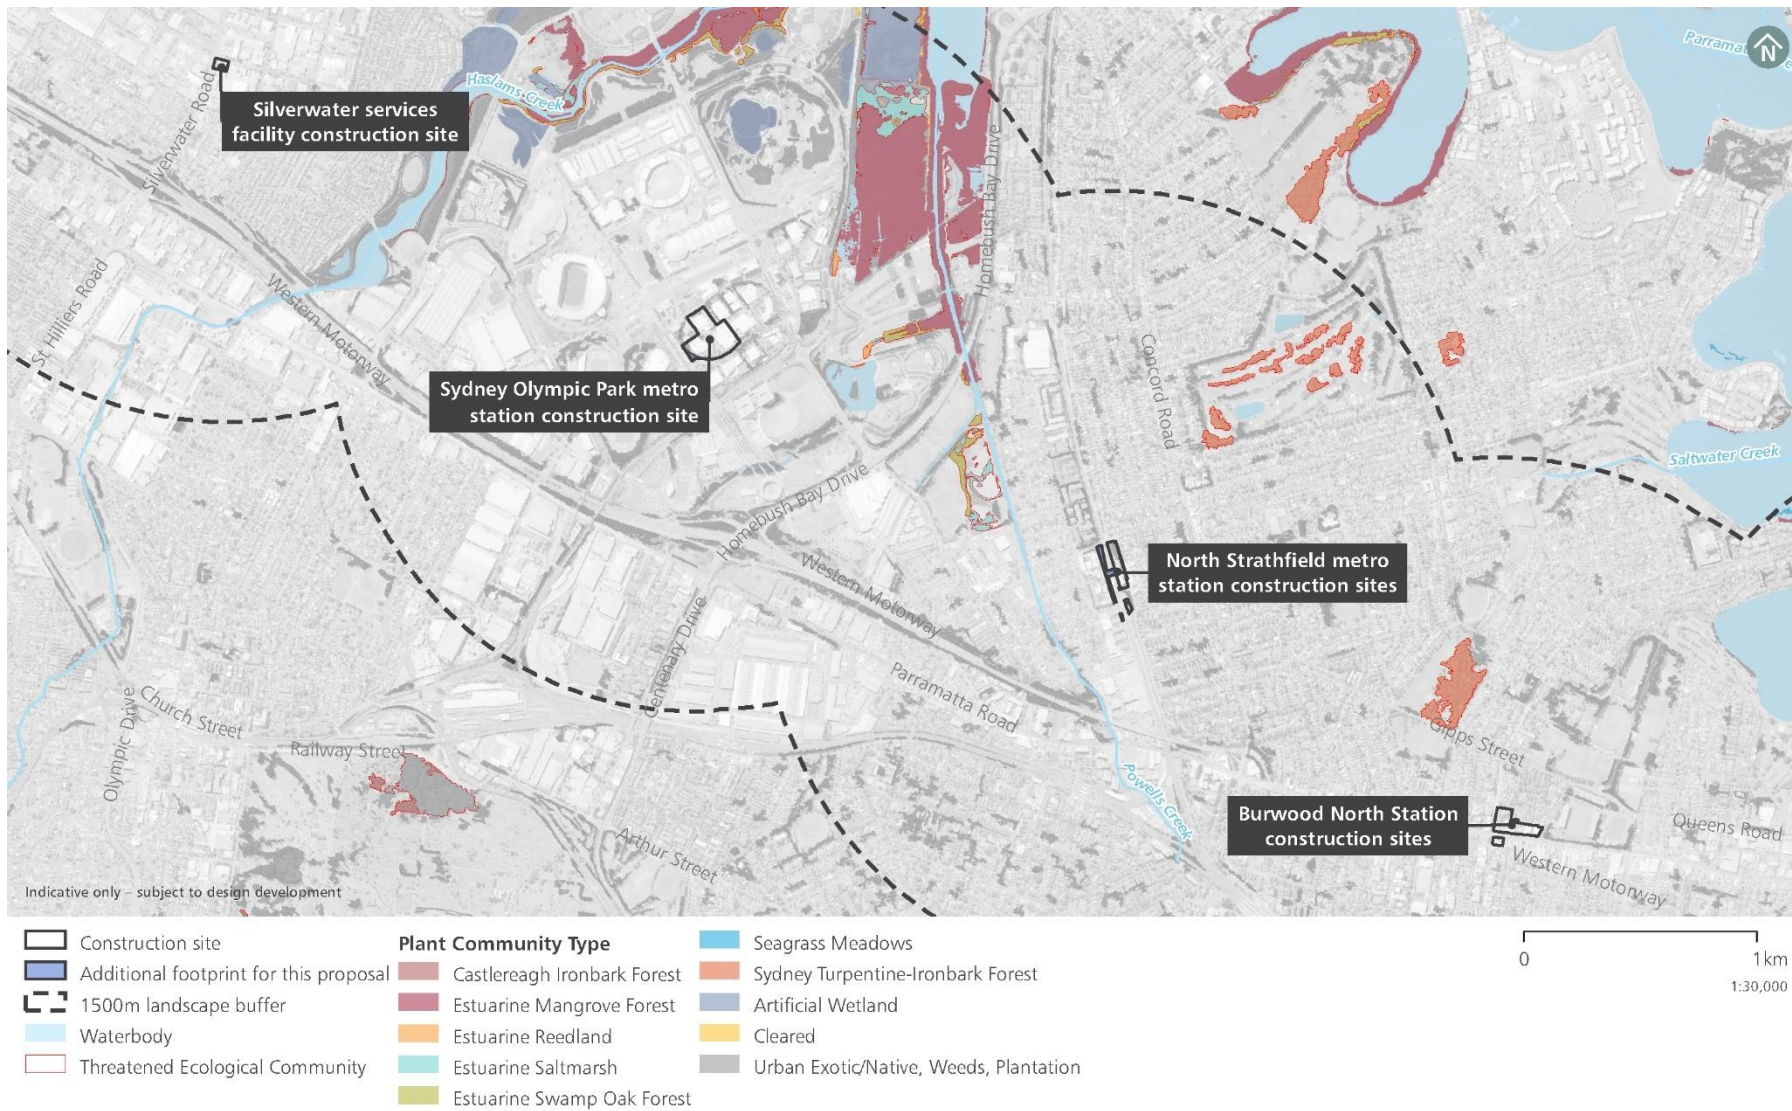 Parramat
N
Haslams Creek
Silverwater services
facility construction site
Silverwater Road
Homebush Bay Drive
St Hilliers Road
Western Motorway
Concord Road
Sydney Olympic Park metro
station construction site
Saltwater Creek
Homebush Bay Drive
North Strathfield metro
station construction sites
Western Motorway
Centenary Drive
Parramatta Road
Olympic Drive
Church Street
Railway Street
Gipps Street
Powells Creek
Burwood North Station
construction sites
Queens Road
Arthur Street
Western Motorway
Indicative only – subject to design development
Construction site
Additional footprint for this proposal
1500m landscape buffer
Waterbody
Threatened Ecological Community
Plant Community Type
Castlereagh Ironbark Forest
Estuarine Mangrove Forest
Estuarine Reedland
Estuarine Saltmarsh
Estuarine Swamp Oak Forest
Seagrass Meadows
Sydney Turpentine-Ironbark Forest
Artificial Wetland
Cleared
Urban Exotic/Native, Weeds, Plantation
0 1km
1:30,000